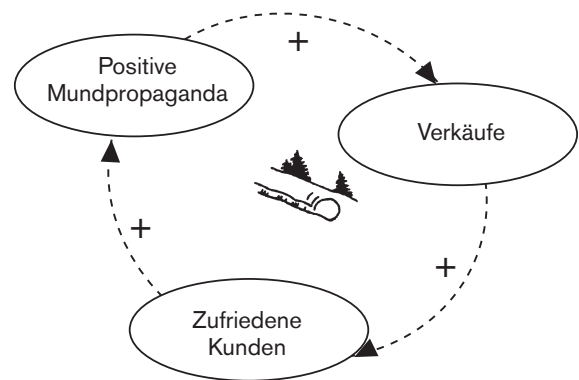 Positive
Mundpropaganda
+
Verkäufe
+
Zufriedene
Kunden
+